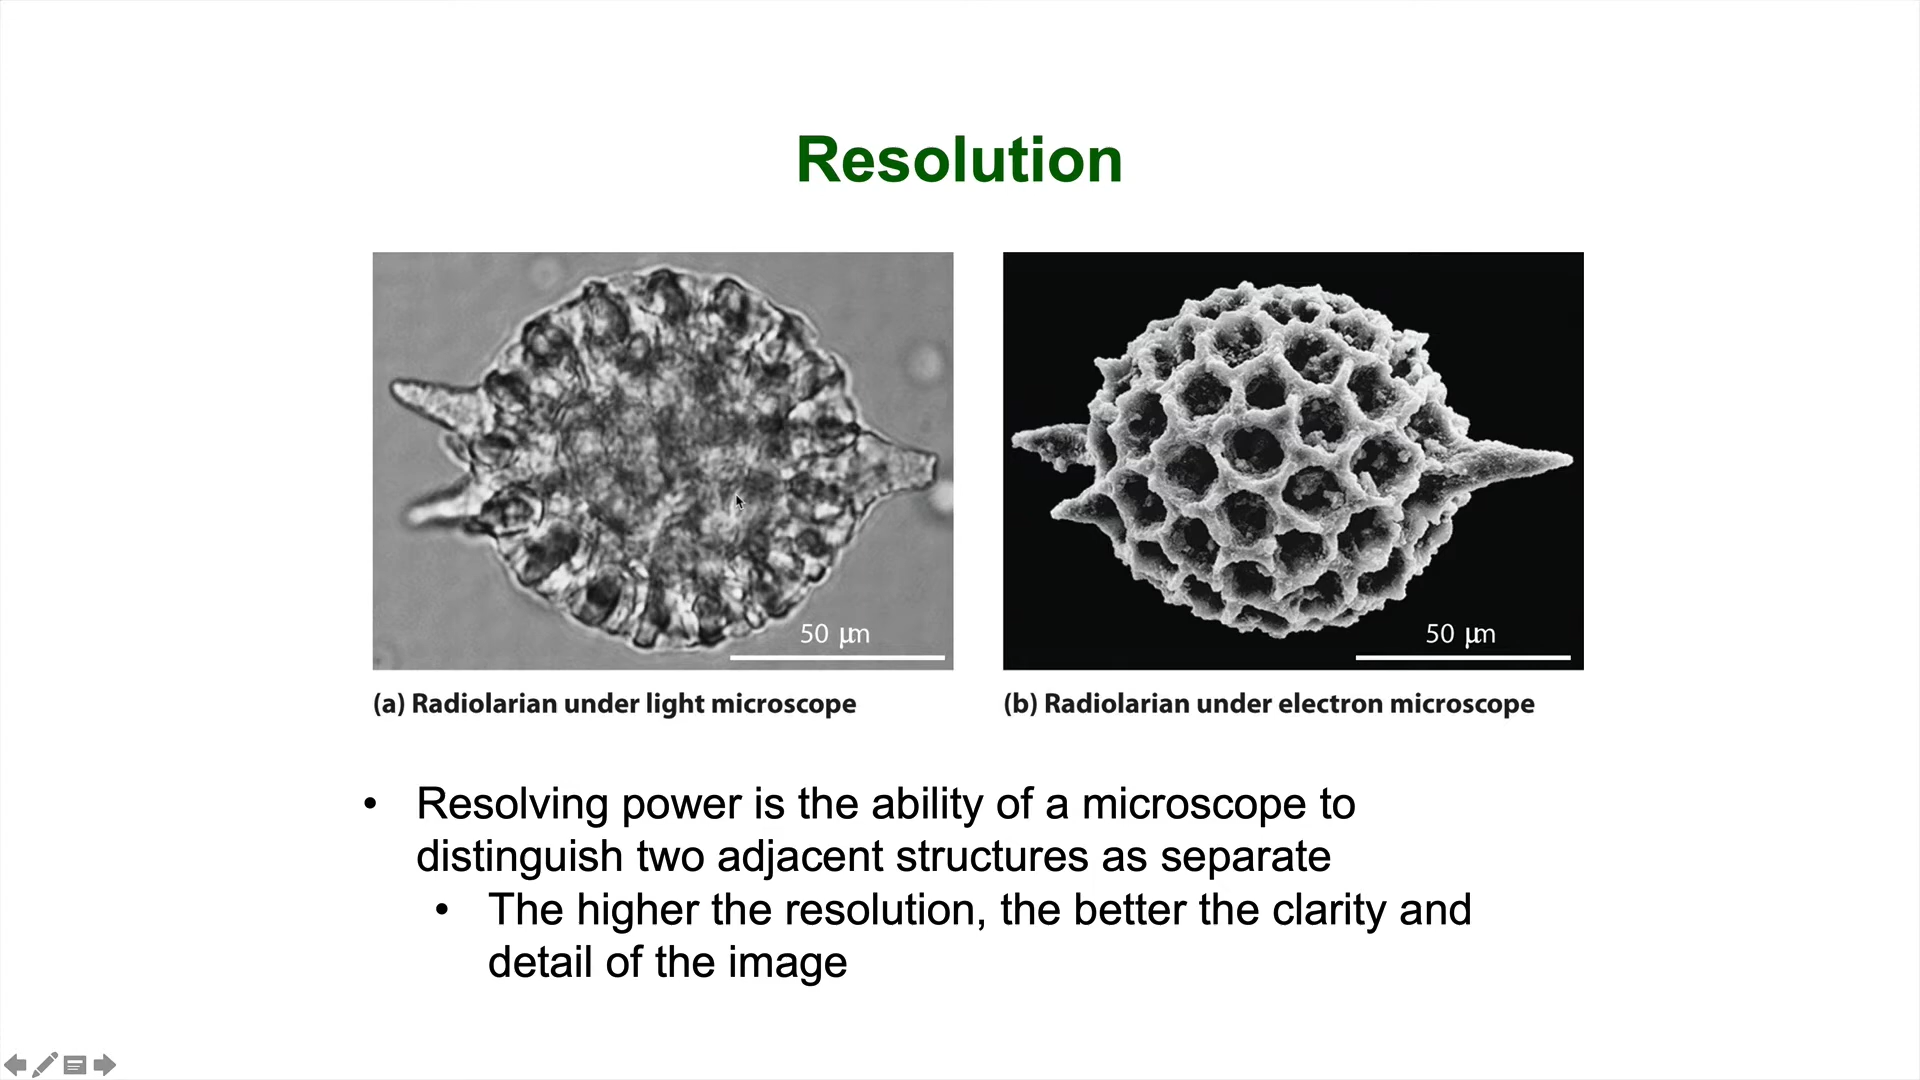 Resolution
50 µm
50 µm
(a) Radiolarian under light microscope
(b) Radiolarian under electron microscope
• Resolving power is the ability of a microscope to
distinguish two adjacent structures as separate
• The higher the resolution, the better the clarity and
detail of the image